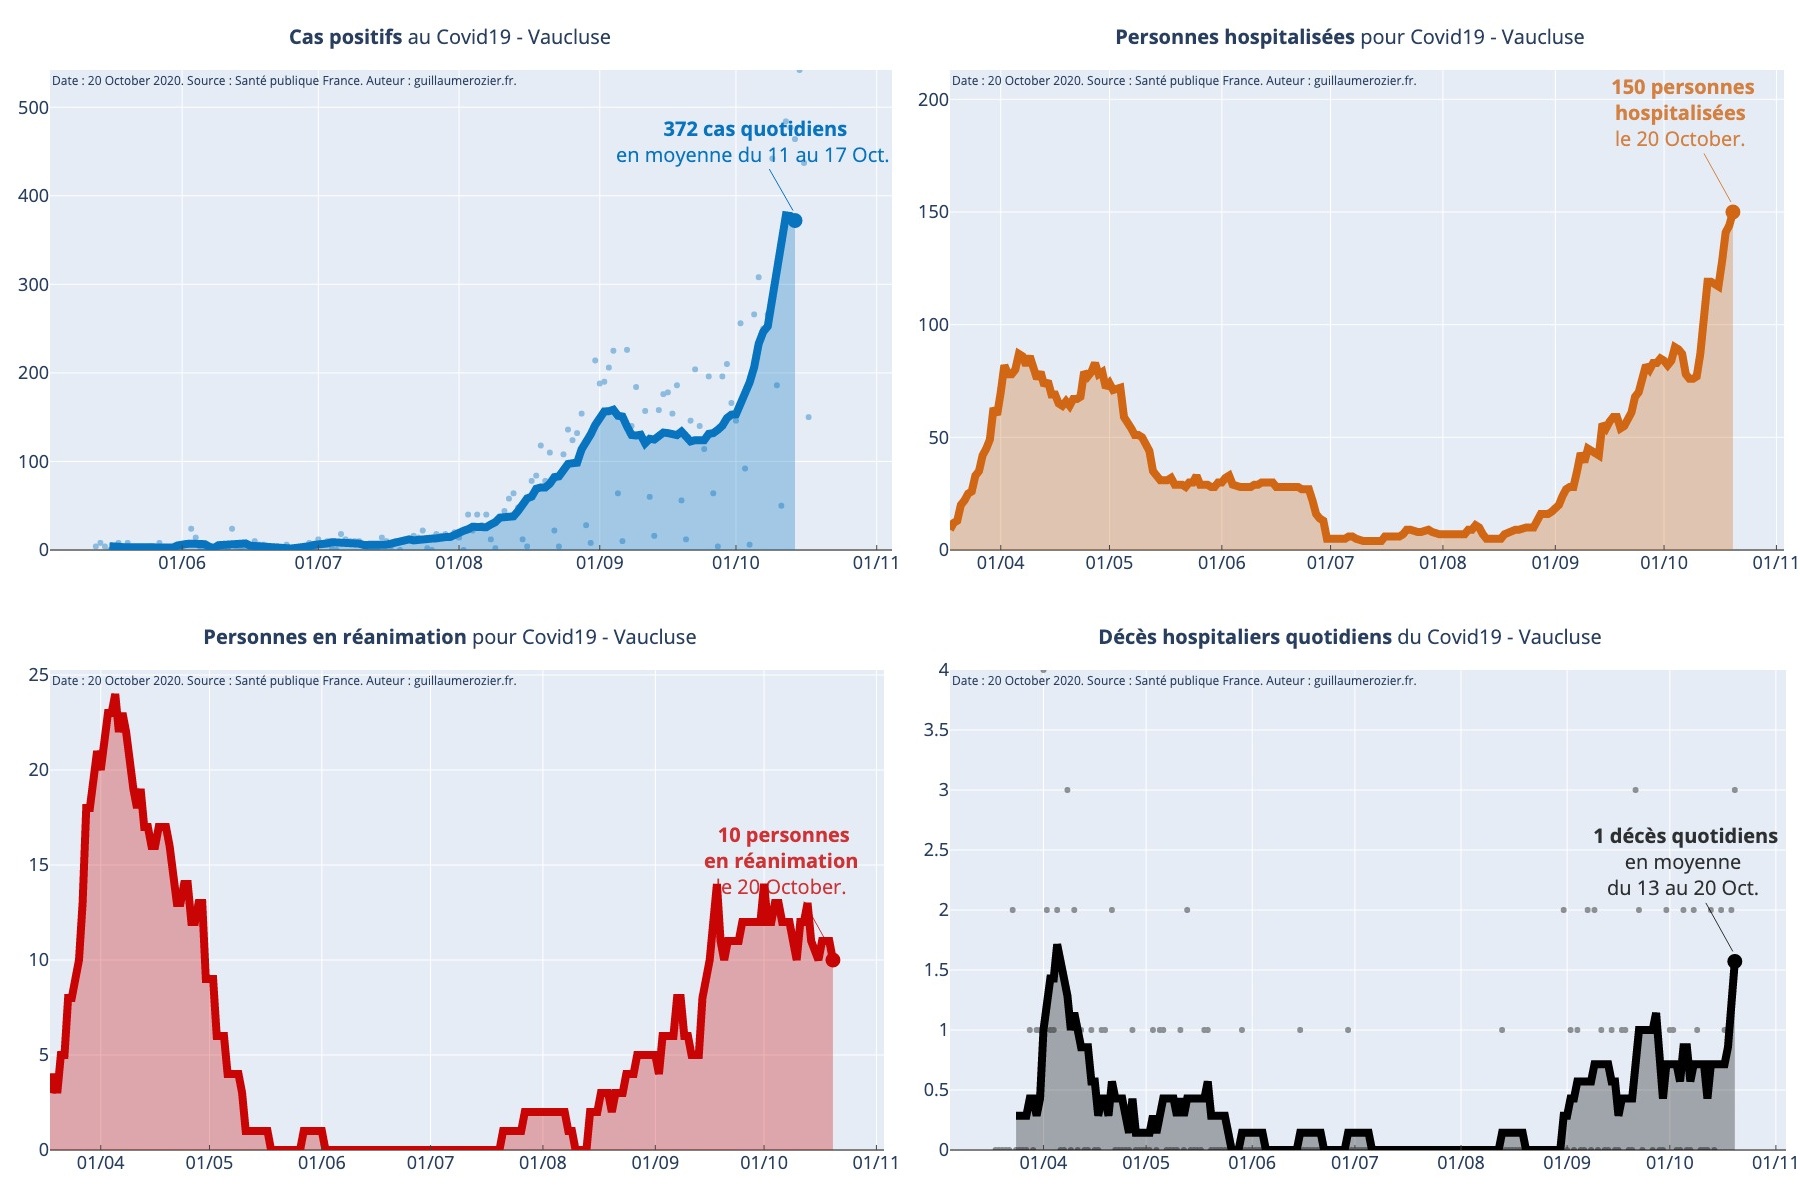 Cas positifs au Covid19 - Vaucluse
Date : 20 October 2020. Source : Santé publique France. Auteur : guillaumerozier.fr.
500
400
300
200
100
0
372 cas quotidiens
en moyenne du 11 au 17 Oct.
01/06 01/07 01/08 01/09 01/10 01/11
Personnes hospitalisées pour Covid19 - Vaucluse
Date : 20 October 2020. Source : Santé publique France. Auteur : guillaumerozier.fr.
200
150
100
50
0
150 personnes
hospitalisées
le 20 October.
01/04 01/05 01/06 01/07 01/08 01/09 01/10 01/11
Personnes en réanimation pour Covid19 - Vaucluse
Date : 20 October 2020. Source : Santé publique France. Auteur : guillaumerozier.fr.
25
20
15
10
5
0
10 personnes
en réanimation
le 20 October.
01/04 01/05 01/06 01/07 01/08 01/09 01/10 01/11
Décès hospitaliers quotidiens du Covid19 - Vaucluse
Date : 20 October 2020. Source : Santé publique France. Auteur : guillaumerozier.fr.
4
3.5
3
2.5
2
1.5
1
0.5
0
1 décès quotidiens
en moyenne
du 13 au 20 Oct.
01/04 01/05 01/06 01/07 01/08 01/09 01/10 01/11